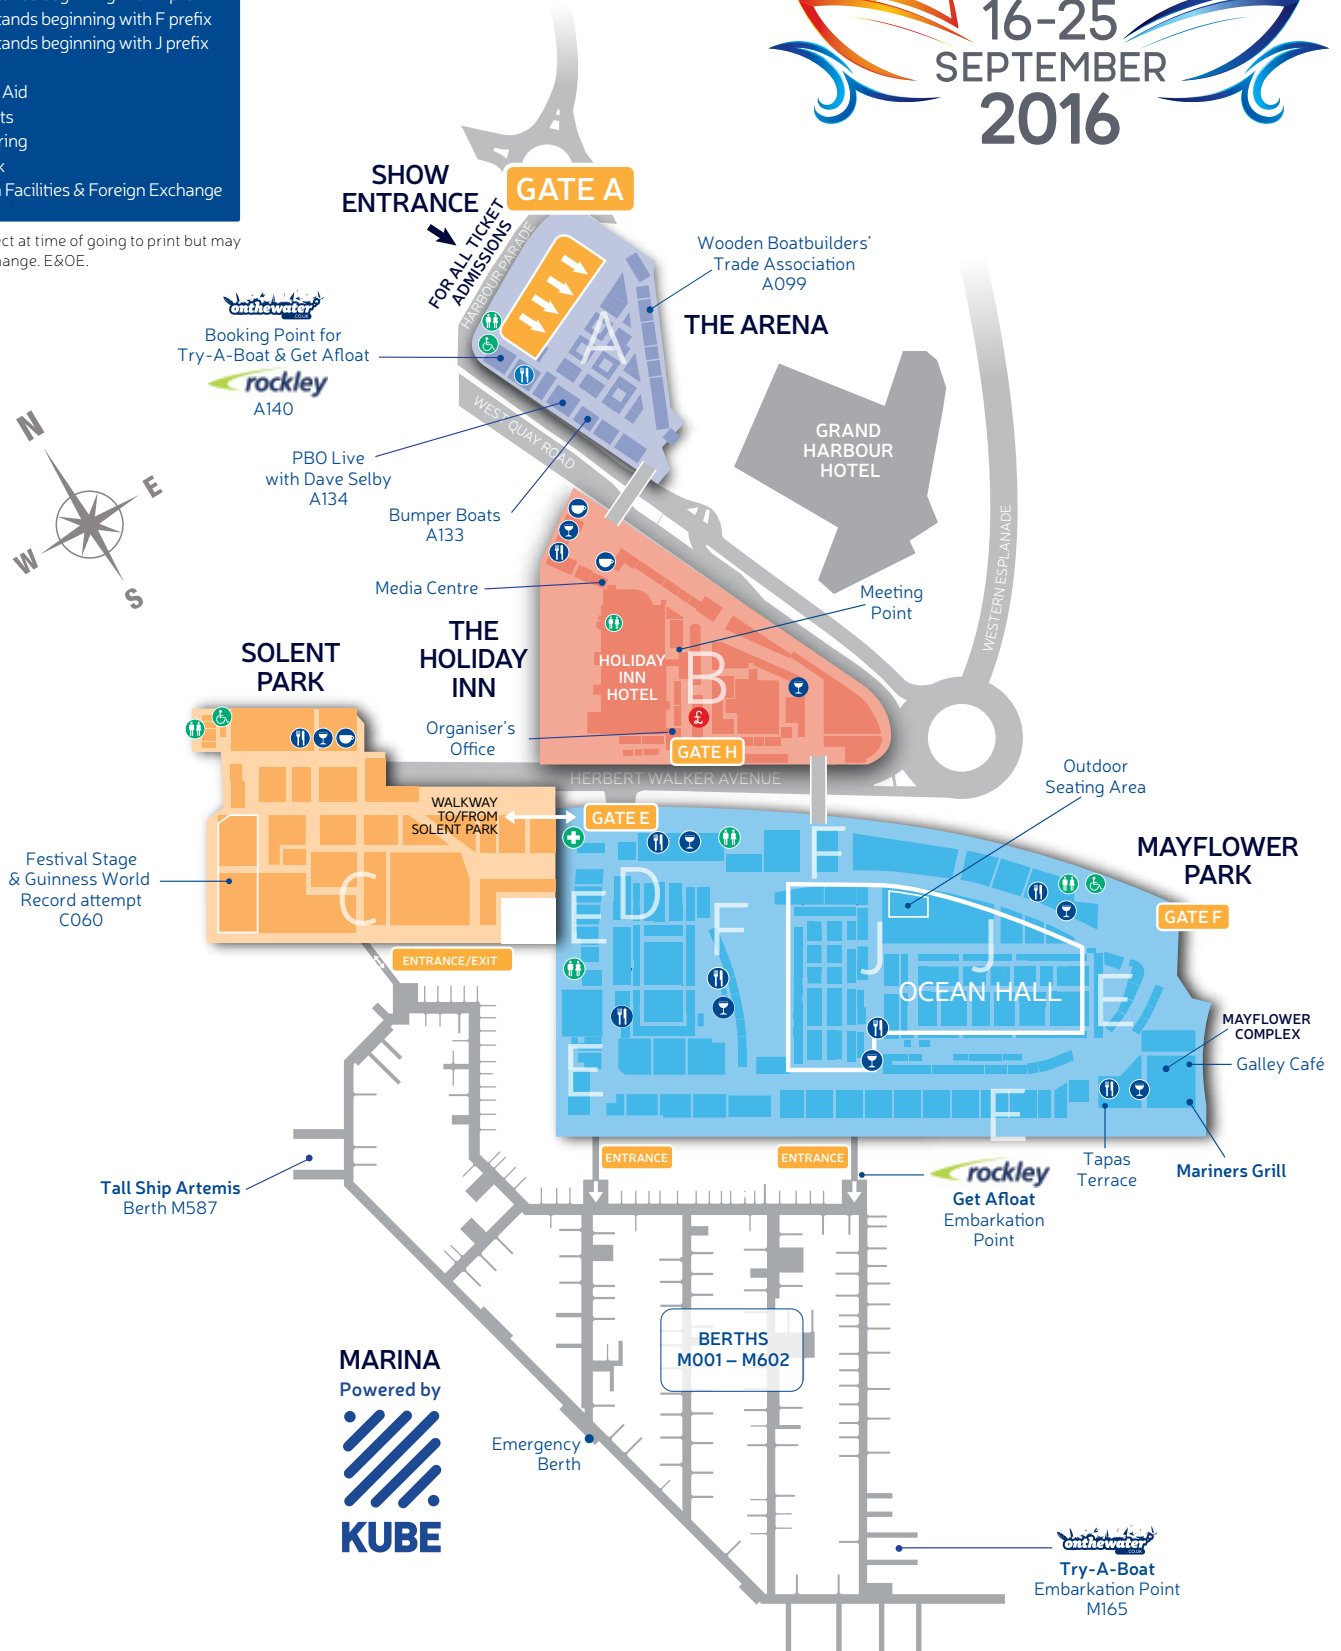 tands beginning with F prefix
tands beginning with J prefix
Aid
ts
ring
k
Facilities & Foreign Exchange
ct at time of going to print but may
hange. E&OE.
16-25
SEPTEMBER
2016
SHOW
ENTRANCE
GATE A
FOR ALL TICKET
ADMISSIONS
HARBOUR PARADE
Wooden Boatbuilders'
Trade Association
A099
THE ARENA
A
onthewater
.co.uk
Booking Point for
Try-A-Boat & Get Afloat
rockley
A140
WEST QUAY ROAD
GRAND
HARBOUR
HOTEL
N
E
W
S
PBO Live
with Dave Selby
A134
Bumper Boats
A133
WESTERN ESPLANADE
Media Centre
Meeting
Point
THE
HOLIDAY
INN
HOLIDAY
INN
HOTEL
B
£
SOLENT
PARK
Organiser's
Office
GATE H
HERBERT WALKER AVENUE
Outdoor
Seating Area
WALKWAY
TO/FROM
SOLENT PARK
GATE E
MAYFLOWER
PARK
GATE F
Festival Stage
& Guinness World
Record attempt
C060
C
E
D
F
F
J
J
OCEAN HALL
E
E
E
ENTRANCE/EXIT
MAYFLOWER
COMPLEX
Galley Café
ENTRANCE
ENTRANCE
rockley
Get Afloat
Embarkation
Point
Tapas
Terrace
Mariners Grill
Tall Ship Artemis
Berth M587
BERTHS
M001 – M602
MARINA
Powered by
KUBE
Emergency
Berth
onthewater
.co.uk
Try-A-Boat
Embarkation Point
M165